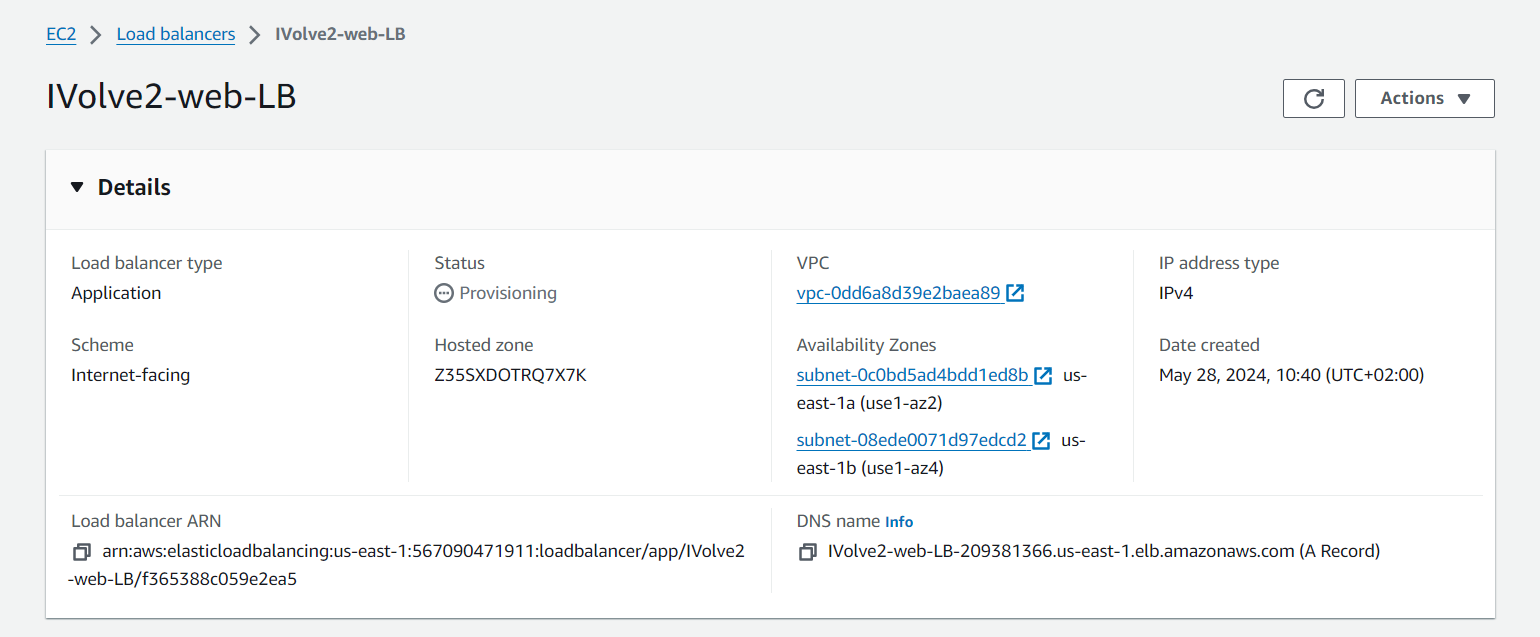 EC2 > Load balancers > IVolve2-web-LB
IVolve2-web-LB
Actions
Details
Load balancer type
Application
Scheme
Internet-facing
Status
Provisioning
Hosted zone
Z35SXDOTRQ7X7K
VPC
vpc-0dd6a8d39e2baea89
Availability Zones
subnet-0c0bd5ad4bdd1ed8b us-
east-1a (use1-az2)
subnet-08ede0071d97edcd2 us-
east-1b (use1-az4)
IP address type
IPv4
Date created
May 28, 2024, 10:40 (UTC+02:00)
Load balancer ARN
arn:aws:elasticloadbalancing:us-east-1:567090471911:loadbalancer/app/IVolve2
-web-LB/f365388c059e2ea5
DNS name Info
IVolve2-web-LB-209381366.us-east-1.elb.amazonaws.com (A Record)